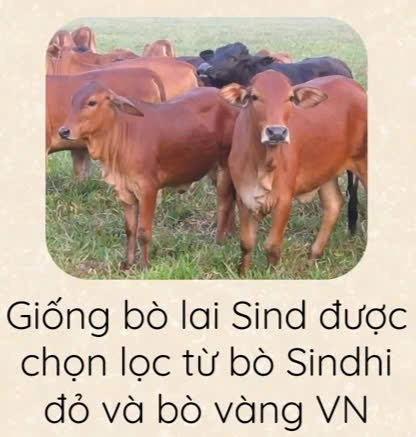 Giống bò lai Sind được
chọn lọc từ bò Sindhi
đỏ và bò vàng VN